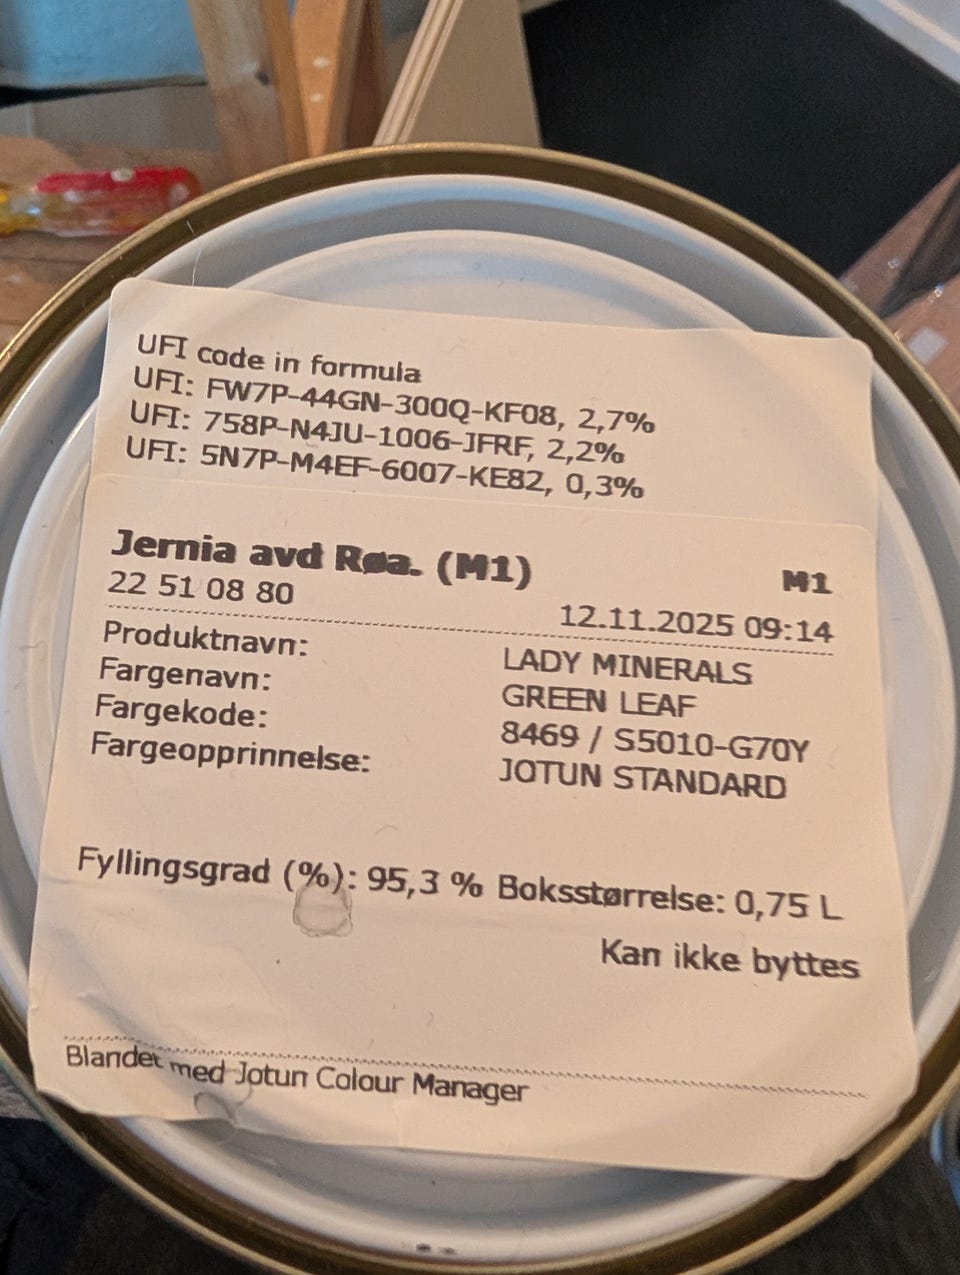 UFI code in formula
UFI: FW7P-44GN-300Q-KF08, 2,7%
UFI: 758P-N4JU-1006-JFRF, 2,2%
UFI: 5N7P-M4EF-6007-KE82, 0,3%
Jernia avd Røa. (M1) M1
22 51 08 80 12.11.2025 09:14
Produktnavn: LADY MINERALS
Fargenavn: GREEN LEAF
Fargekode: 8469 / S5010-G70Y
Fargeopprinnelse: JOTUN STANDARD
Fyllingsgrad (%): 95,3 % Boksstørrelse: 0,75 L
Kan ikke byttes
Blandet med Jotun Colour Manager